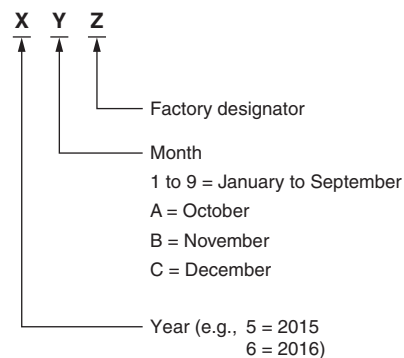 X Y Z
Factory designator
Month
1 to 9 = January to September
A = October
B = November
C = December
Year (e.g., 5 = 2015
6 = 2016)